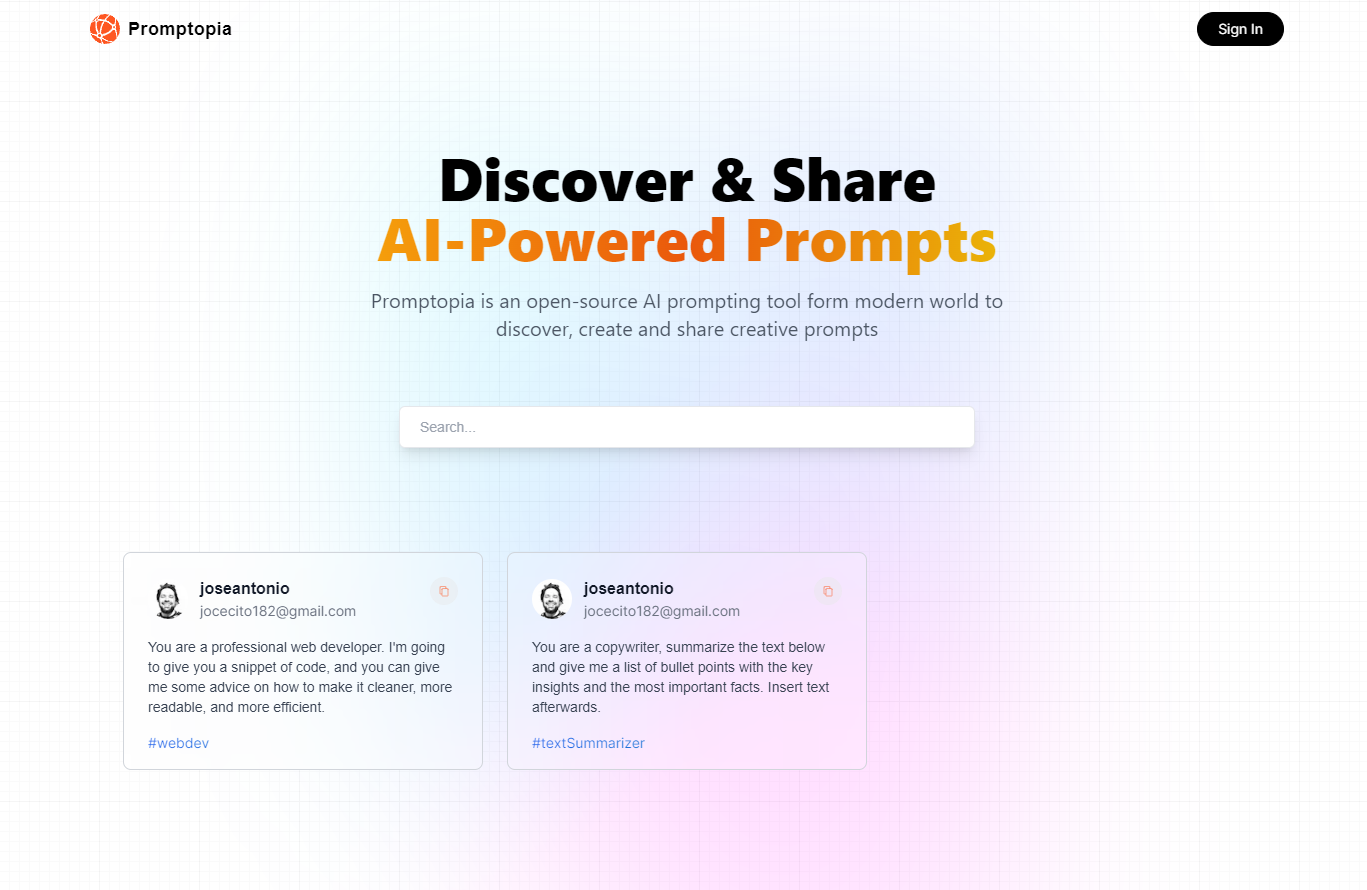 Promptopia
Sign In
Discover & Share
AI-Powered Prompts
Promptopia is an open-source AI prompting tool form modern world to
discover, create and share creative prompts
Search...
joseantonio
jocecito182@gmail.com
You are a professional web developer. I'm going
to give you a snippet of code, and you can give
me some advice on how to make it cleaner, more
readable, and more efficient.
#webdev
joseantonio
jocecito182@gmail.com
You are a copywriter, summarize the text below
and give me a list of bullet points with the key
insights and the most important facts. Insert text
afterwards.
#textSummarizer